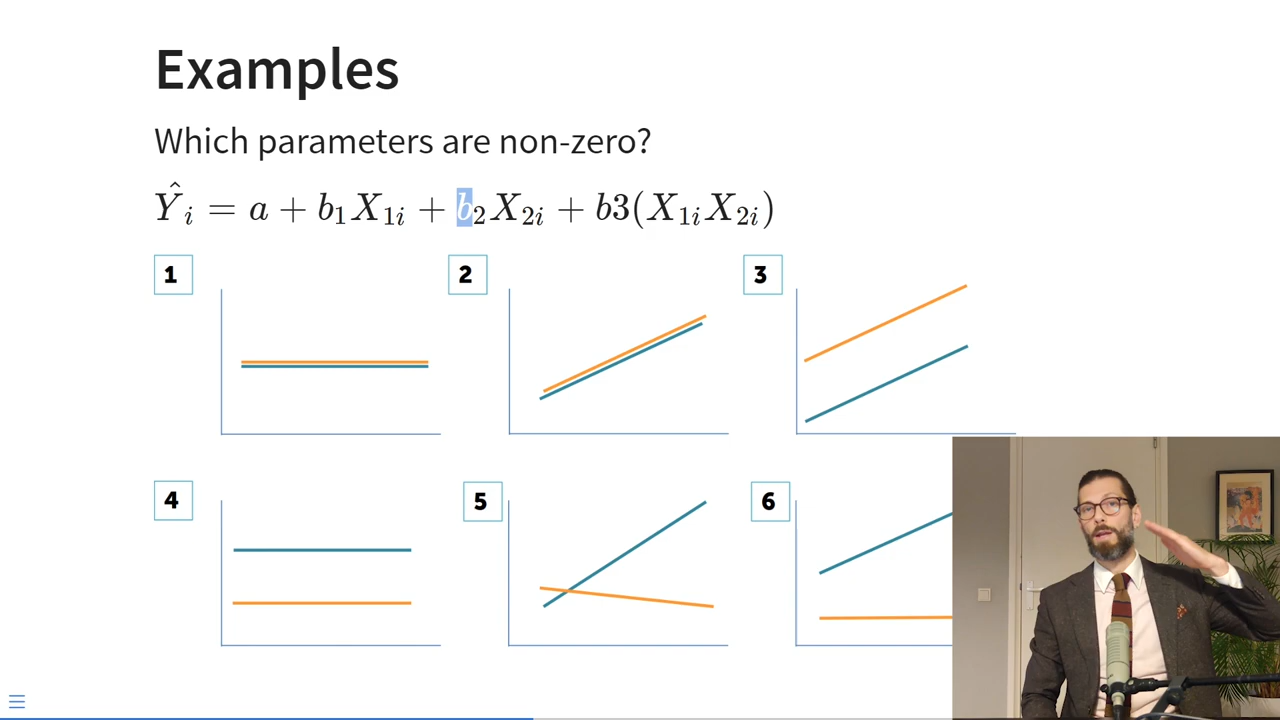 Examples
Which parameters are non-zero?
Ŷᵢ = a + b₁X₁ᵢ + b₂X₂ᵢ + b3(X₁ᵢX₂ᵢ)
1 2 3
4 5 6